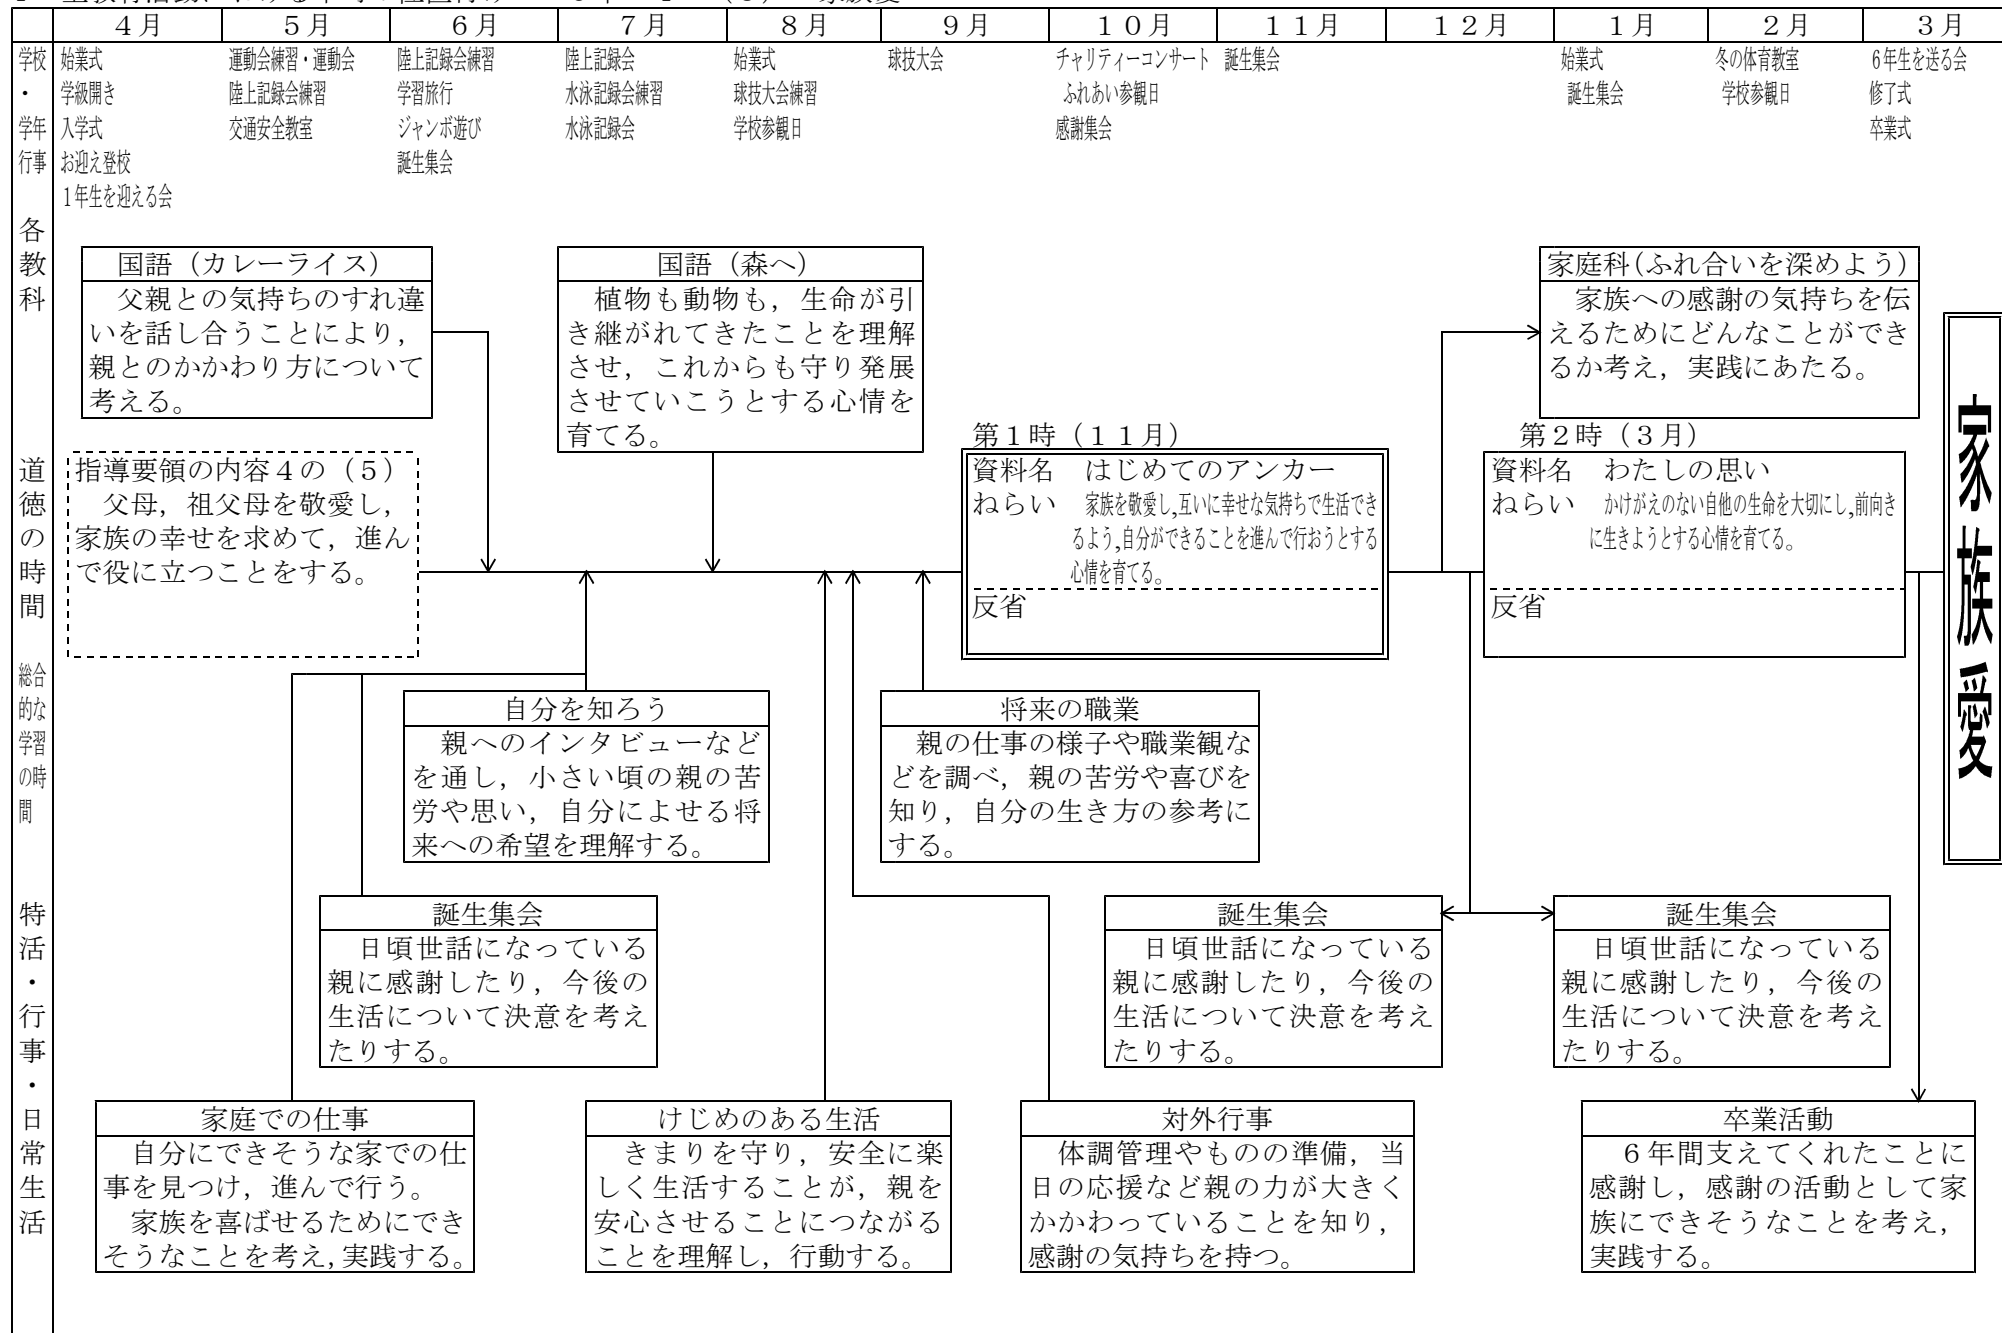 ４月 ５月 ６月 ７月 ８月 ９月 １０月 １１月 １２月 １月 ２月 ３月
学校・学年行事
始業式
学級開き
入学式
お迎え登校
１年生を迎える会
運動会練習・運動会
陸上記録会練習
交通安全教室
陸上記録会練習
学習旅行
ジャンボ遊び
誕生集会
陸上記録会
水泳記録会練習
水泳記録会
始業式
球技大会練習
学校参観日
球技大会
チャリティーコンサート
ふれあい参観日
感謝集会
誕生集会
始業式
誕生集会
冬の体育教室
学校参観日
６年生を送る会
修了式
卒業式
各教科
国語（カレーライス）
父親との気持ちのすれ違
いを話し合うことにより，
親とのかかわり方について
考える。
国語（森へ）
植物も動物も，生命が引
き継がれてきたことを理解
させ，これからも守り発展
させていこうとする心情を
育てる。
家庭科(ふれ合いを深めよう)
家族への感謝の気持ちを伝
えるためにどんなことができ
るか考え，実践にあたる。
道徳の時間
指導要領の内容４の（５）
父母，祖父母を敬愛し，
家族の幸せを求めて，進ん
で役に立つことをする。
第１時（１１月）
資料名 はじめてのアンカー
ねらい 家族を敬愛し,互いに幸せな気持ちで生活でき
るよう,自分ができることを進んで行おうとする
心情を育てる。
反省
第２時（３月）
資料名 わたしの思い
ねらい かけがえのない自他の生命を大切にし,前向き
に生きようとする心情を育てる。
反省
家族愛
総合的な学習の時間
自分を知ろう
親へのインタビューなど
を通し，小さい頃の親の苦
労や思い，自分によせる将
来への希望を理解する。
将来の職業
親の仕事の様子や職業観な
どを調べ，親の苦労や喜びを
知り，自分の生き方の参考に
する。
特活・行事・日常生活
誕生集会
日頃世話になっている
親に感謝したり，今後の
生活について決意を考え
たりする。
誕生集会
日頃世話になっている
親に感謝したり，今後の
生活について決意を考え
たりする。
誕生集会
日頃世話になっている
親に感謝したり，今後の
生活について決意を考え
たりする。
家庭での仕事
自分にできそうな家での仕
事を見つけ，進んで行う。
家族を喜ばせるためにでき
そうなことを考え,実践する。
けじめのある生活
きまりを守り，安全に楽
しく生活することが，親を
安心させることにつながる
ことを理解し，行動する。
対外行事
体調管理やものの準備，当
日の応援など親の力が大きく
かかわっていることを知り，
感謝の気持ちを持つ。
卒業活動
６年間支えてくれたことに
感謝し，感謝の活動として家
族にできそうなことを考え，
実践する。